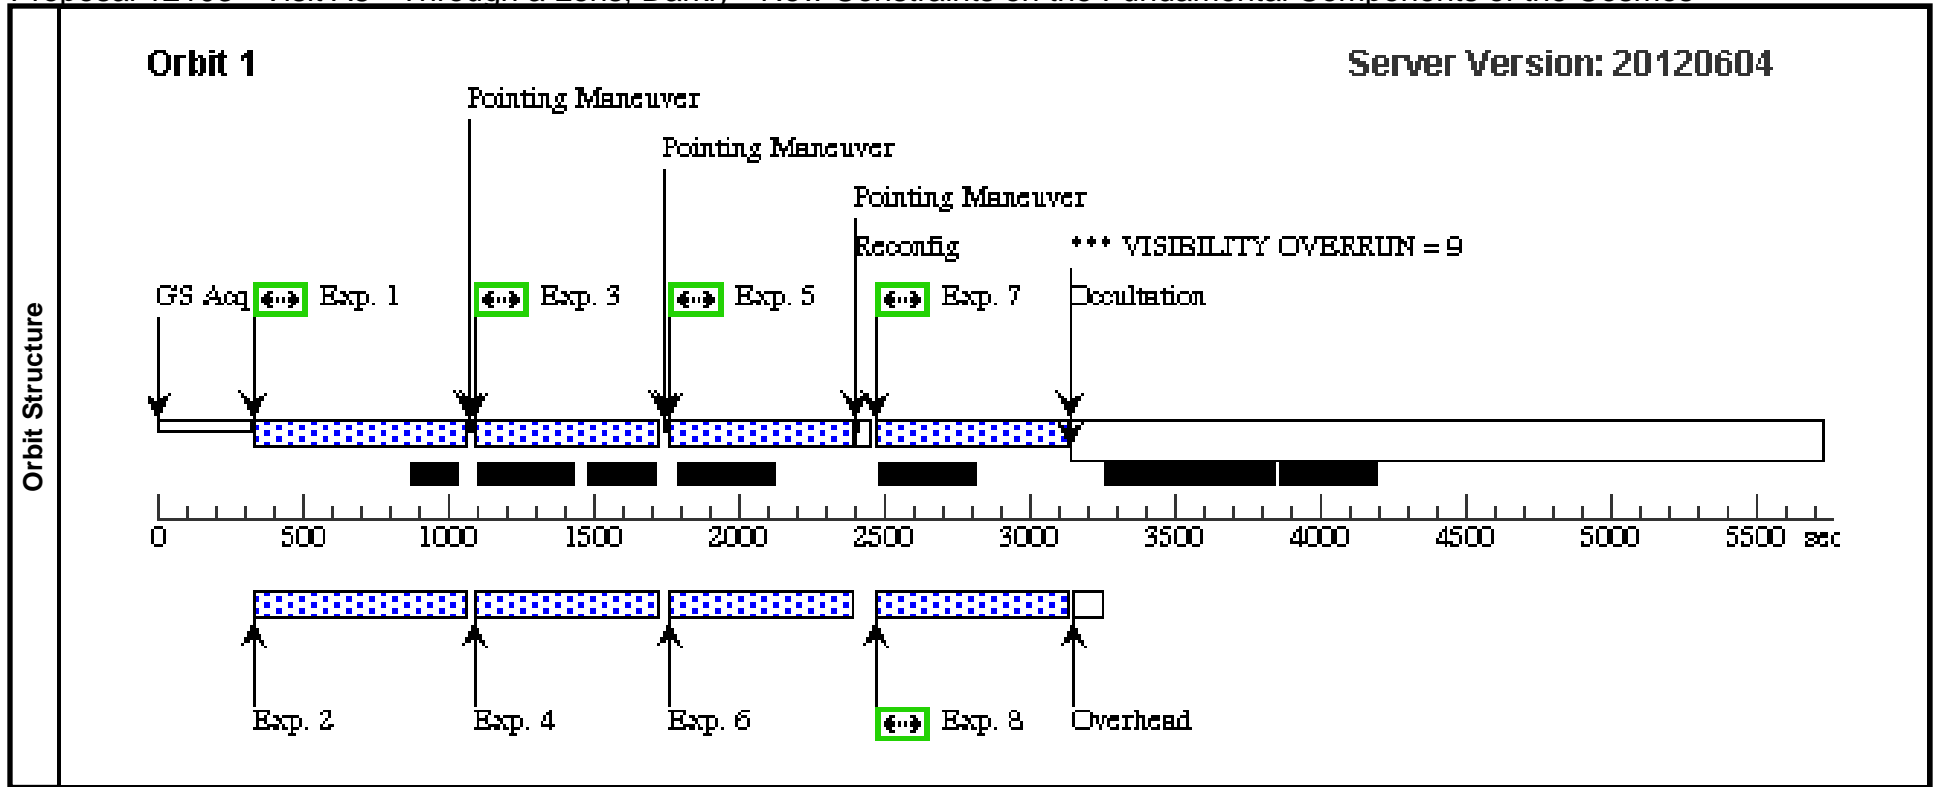 Orbit Structure
Orbit 1
Server Version: 20120604
Pointing Maneuver
Pointing Maneuver
Pointing Maneuver
Reconfig
*** VISIBILITY OVERRUN = 9
GS Acq
Exp. 1
Exp. 3
Exp. 5
Exp. 7
Occultation
0 500 1000 1500 2000 2500 3000 3500 4000 4500 5000 5500 sec
Exp. 2
Exp. 4
Exp. 6
Exp. 8
Overhead